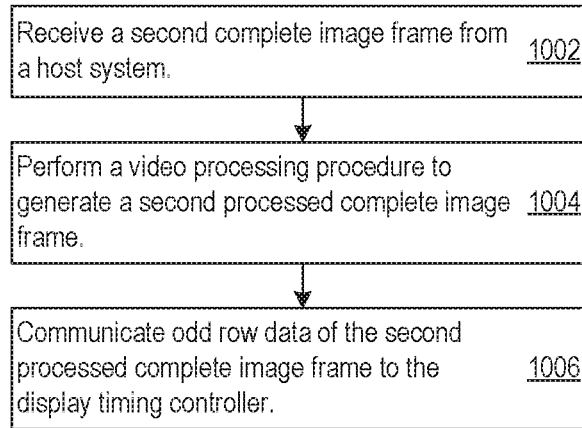 Receive a second complete image frame from
a host system.
1002
Perform a video processing procedure to
generate a second processed complete image
frame.
1004
Communicate odd row data of the second
processed complete image frame to the
display timing controller.
1006